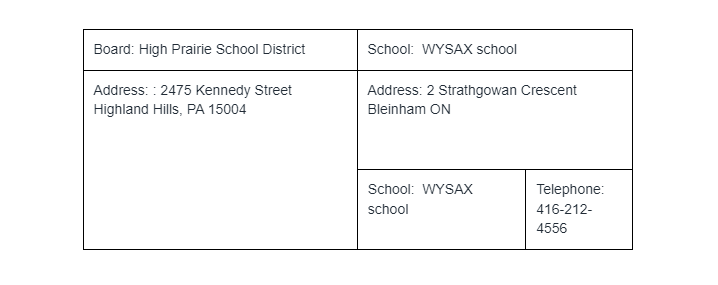 Board: High Prairie School District
School:  WYSAX school
Address: : 2475 Kennedy Street
Highland Hills, PA 15004
Address: 2 Strathgowan Crescent
Bleinham ON
School:  WYSAX
school
Telephone:
416-212-
4556